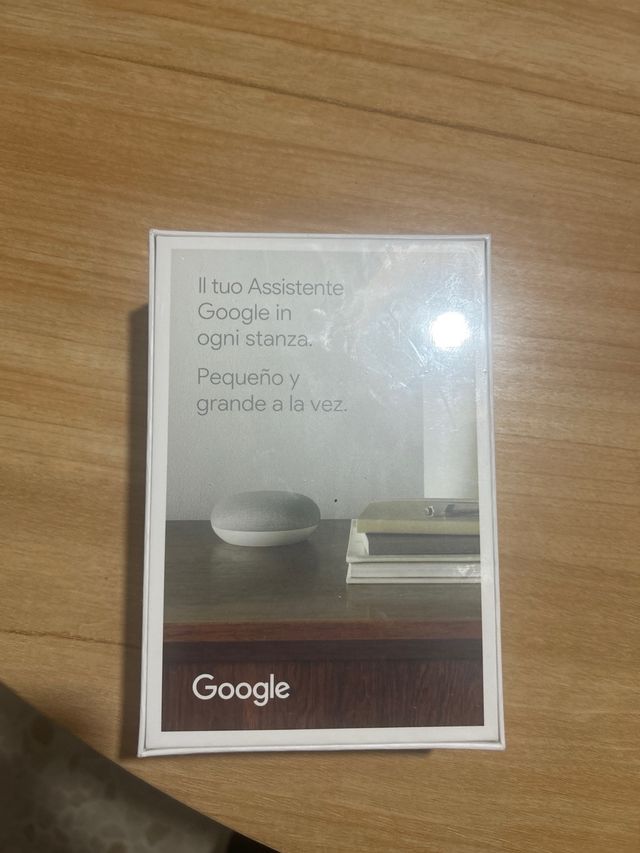 Il tuo Assistente
Google in
ogni stanza.
Pequeño y
grande a la vez.
Google